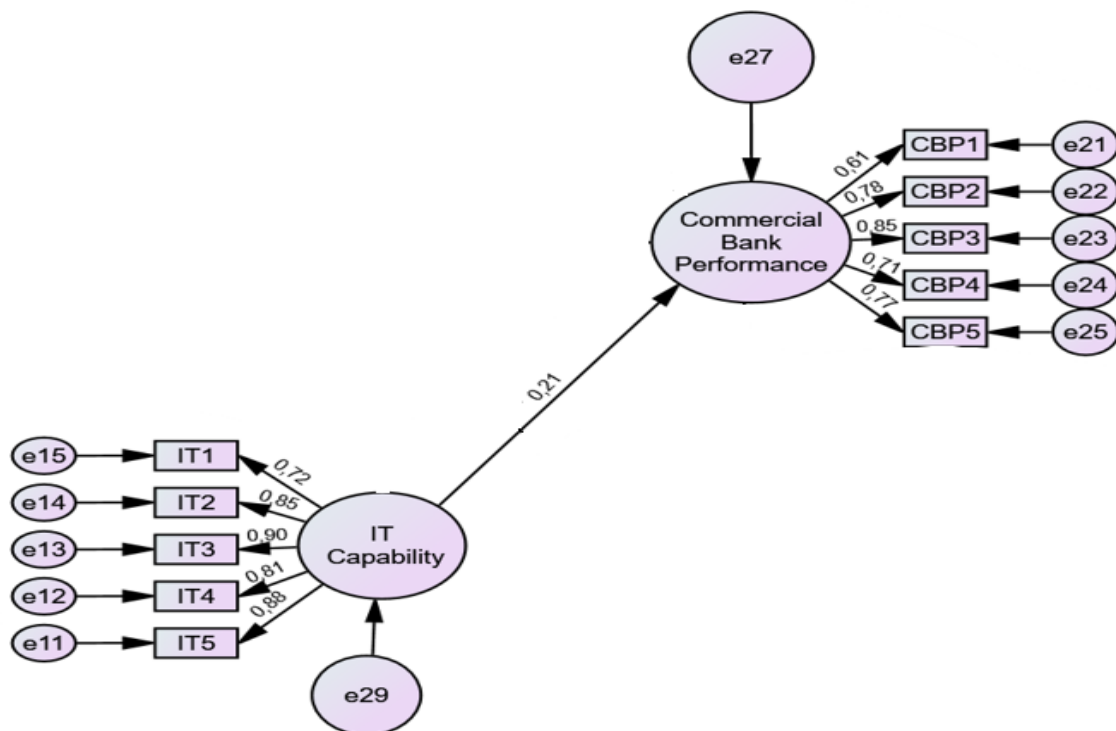 e27
CBP1
e21
0,61
CBP2
e22
0,78
Commercial
Bank
Performance
0,85
CBP3
e23
0,71
CBP4
e24
0,77
CBP5
e25
0,21
e15
IT1
0,72
e14
IT2
0,85
e13
IT3
0,90
IT
Capability
e12
IT4
0,81
e11
IT5
0,88
e29